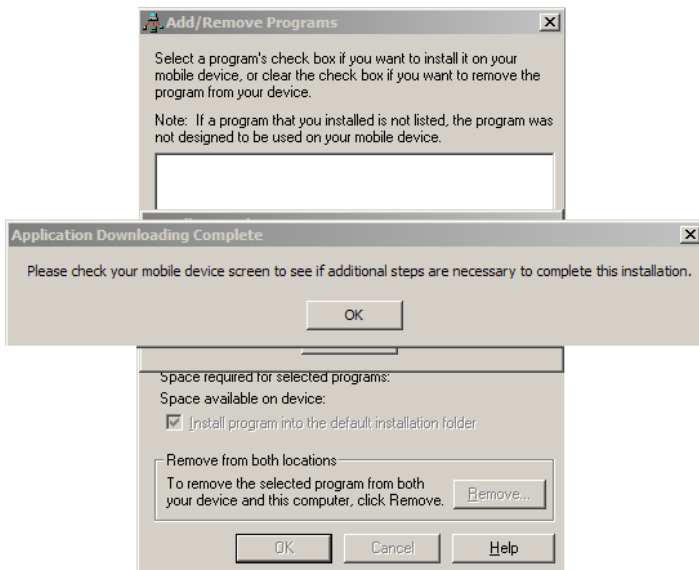 Add/Remove Programs
Select a program's check box if you want to install it on your
mobile device, or clear the check box if you want to remove the
program from your device.
Note: If a program that you installed is not listed, the program was
not designed to be used on your mobile device.
Application Downloading Complete
Please check your mobile device screen to see if additional steps are necessary to complete this installation.
OK
Space required for selected programs:
Space available on device:
Install program into the default installation folder
Remove from both locations
To remove the selected program from both
your device and this computer, click Remove.
Remove...
OK
Cancel
Help